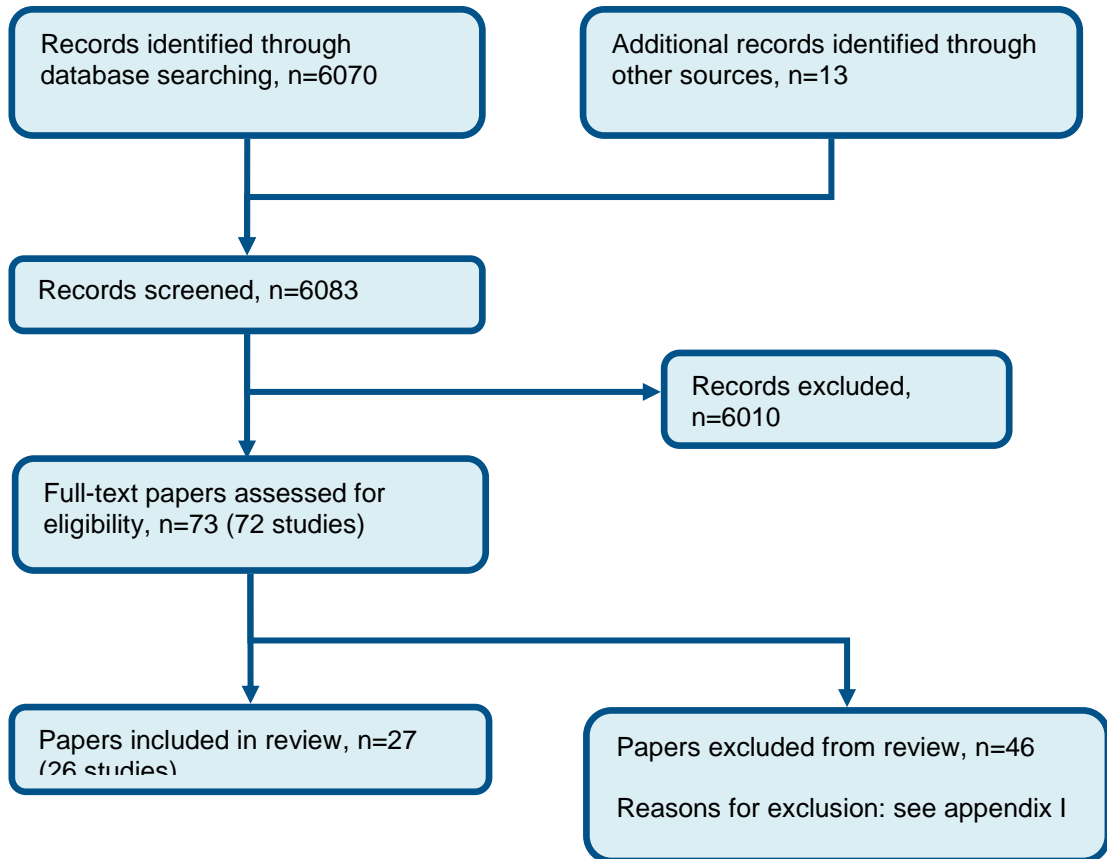 Records identified through
database searching, n=6070
Additional records identified through
other sources, n=13
Records screened, n=6083
Records excluded,
n=6010
Full-text papers assessed for
eligibility, n=73 (72 studies)
Papers included in review, n=27
(26 studies)
Papers excluded from review, n=46
Reasons for exclusion: see appendix I